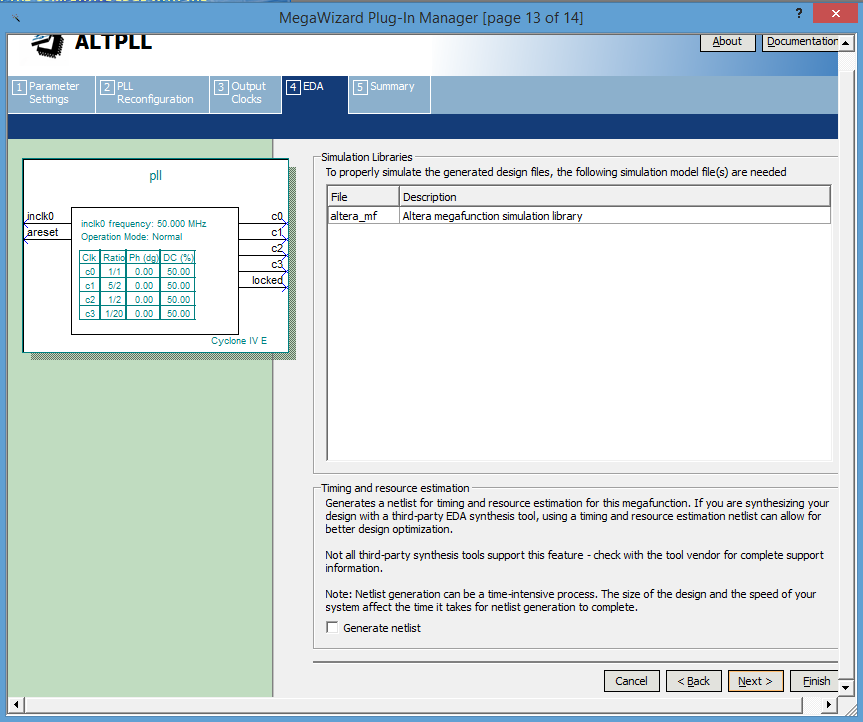 MegaWizard Plug-In Manager [page 13 of 14]
?
ALTPLL
About
Documentation
1 Parameter Settings
2 PLL Reconfiguration
3 Output Clocks
4 EDA
5 Summary
pll
inclk0
areset
inclk0 frequency: 50.000 MHz
Operation Mode: Normal
Clk Ratio Ph (dg) DC (%)
c0 1/1 0.00 50.00
c1 5/2 0.00 50.00
c2 1/2 0.00 50.00
c3 1/20 0.00 50.00
c0
c1
c2
c3
locked
Cyclone IV E
Simulation Libraries
To properly simulate the generated design files, the following simulation model file(s) are needed
File Description
altera_mf Altera megafunction simulation library
Timing and resource estimation
Generates a netlist for timing and resource estimation for this megafunction. If you are synthesizing your
design with a third-party EDA synthesis tool, using a timing and resource estimation netlist can allow for
better design optimization.
Not all third-party synthesis tools support this feature - check with the tool vendor for complete support
information.
Note: Netlist generation can be a time-intensive process. The size of the design and the speed of your
system affect the time it takes for netlist generation to complete.
Generate netlist
Cancel
< Back
Next >
Finish